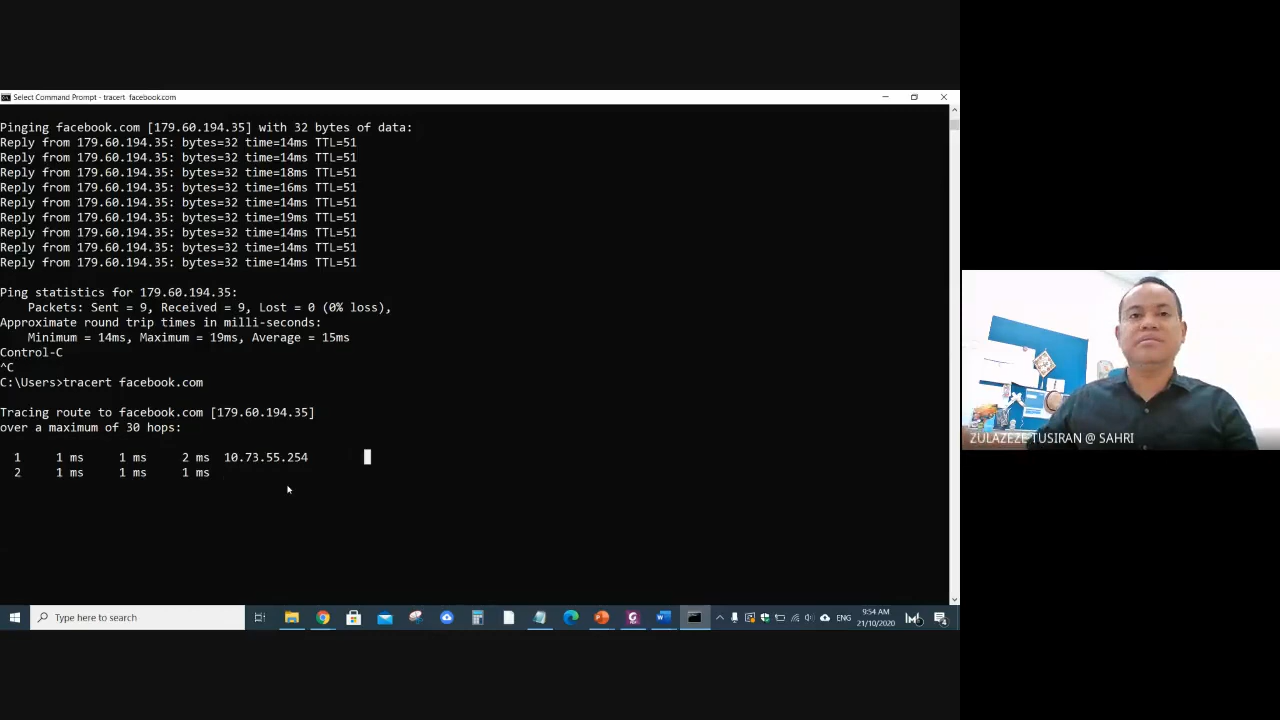 Select Command Prompt - tracert facebook.com
Pinging facebook.com [179.60.194.35] with 32 bytes of data:
Reply from 179.60.194.35: bytes=32 time=14ms TTL=51
Reply from 179.60.194.35: bytes=32 time=14ms TTL=51
Reply from 179.60.194.35: bytes=32 time=18ms TTL=51
Reply from 179.60.194.35: bytes=32 time=16ms TTL=51
Reply from 179.60.194.35: bytes=32 time=14ms TTL=51
Reply from 179.60.194.35: bytes=32 time=19ms TTL=51
Reply from 179.60.194.35: bytes=32 time=14ms TTL=51
Reply from 179.60.194.35: bytes=32 time=14ms TTL=51
Reply from 179.60.194.35: bytes=32 time=14ms TTL=51
Ping statistics for 179.60.194.35:
Packets: Sent = 9, Received = 9, Lost = 0 (0% loss),
Approximate round trip times in milli-seconds:
Minimum = 14ms, Maximum = 19ms, Average = 15ms
Control-C
^C
C:\Users>tracert facebook.com
Tracing route to facebook.com [179.60.194.35]
over a maximum of 30 hops:
1 1 ms 1 ms 2 ms 10.73.55.254
2 1 ms 1 ms 1 ms
ZULAZEZE TUSIRAN @ SAHRI
Type here to search
ENG
9:54 AM
21/10/2020